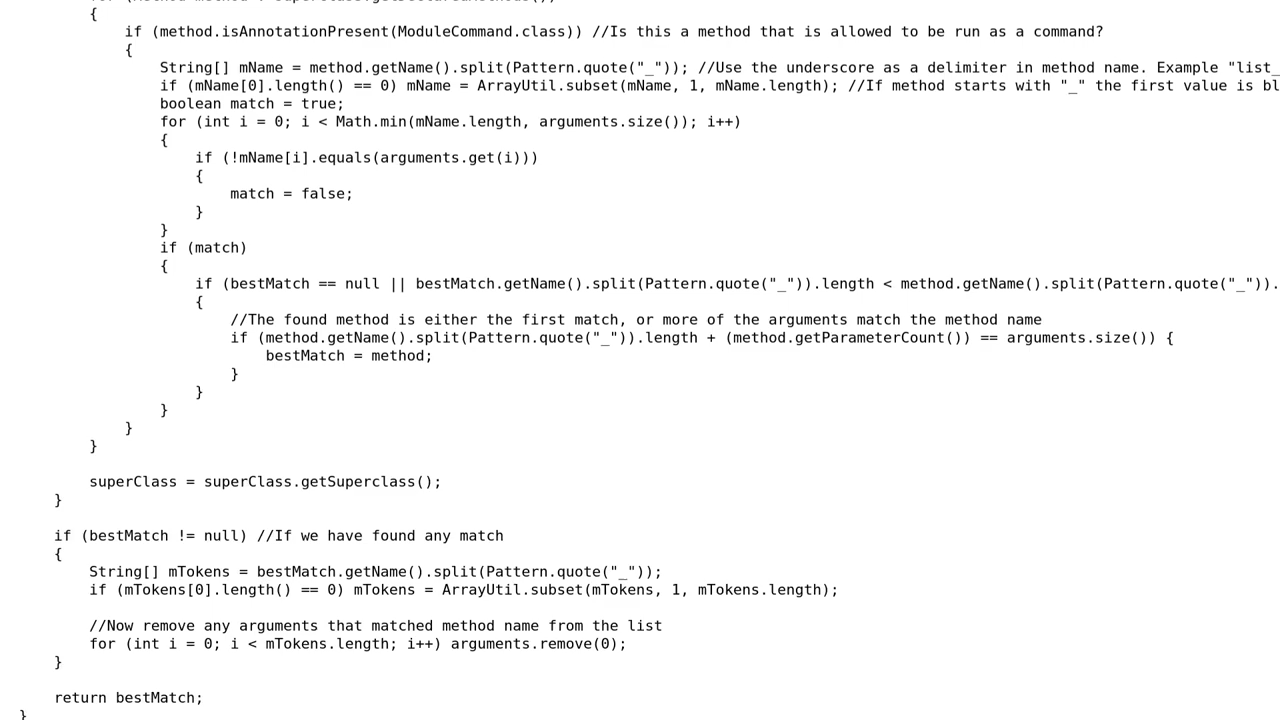 {
if (method.isAnnotationPresent(ModuleCommand.class)) //Is this a method that is allowed to be run as a command?
{
String[] mName = method.getName().split(Pattern.quote("_")); //Use the underscore as a delimiter in method name. Example "list_
if (mName[0].length() == 0) mName = ArrayUtil.subset(mName, 1, mName.length); //If method starts with "_" the first value is bl
boolean match = true;
for (int i = 0; i < Math.min(mName.length, arguments.size()); i++)
{
if (!mName[i].equals(arguments.get(i)))
{
match = false;
}
}
if (match)
{
if (bestMatch == null || bestMatch.getName().split(Pattern.quote("_")).length < method.getName().split(Pattern.quote("_")).
{
//The found method is either the first match, or more of the arguments match the method name
if (method.getName().split(Pattern.quote("_")).length + (method.getParameterCount()) == arguments.size()) {
bestMatch = method;
}
}
}
}
}
superClass = superClass.getSuperclass();
}
if (bestMatch != null) //If we have found any match
{
String[] mTokens = bestMatch.getName().split(Pattern.quote("_"));
if (mTokens[0].length() == 0) mTokens = ArrayUtil.subset(mTokens, 1, mTokens.length);
//Now remove any arguments that matched method name from the list
for (int i = 0; i < mTokens.length; i++) arguments.remove(0);
}
return bestMatch;
}